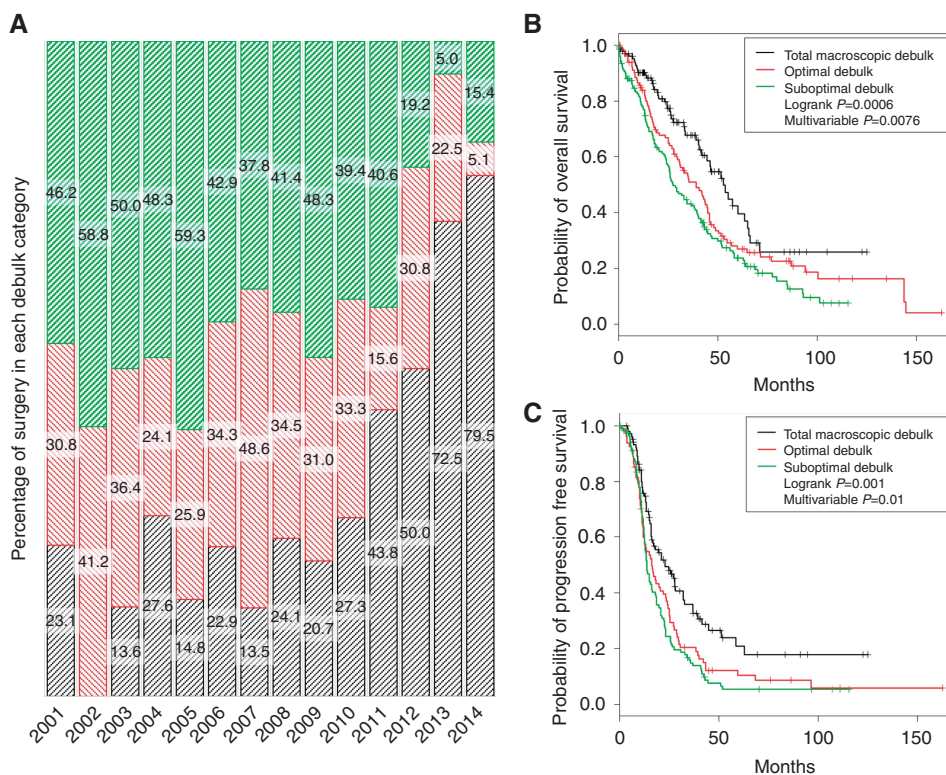 A
Percentage of surgery in each debulk category
46.2 58.8 50.0 48.3 59.3 42.9 37.8 41.4 48.3 39.4 40.6 19.2 5.0 15.4
30.8 41.2 36.4 24.1 25.9 34.3 48.6 34.5 31.0 33.3 15.6 30.8 22.5 5.1
23.1 13.6 27.6 14.8 22.9 13.5 24.1 20.7 27.3 43.8 50.0 72.5 79.5
2001 2002 2003 2004 2005 2006 2007 2008 2009 2010 2011 2012 2013 2014
B
Probability of overall survival
1.0
0.8
0.6
0.4
0.2
0.0
Total macroscopic debulk
Optimal debulk
Suboptimal debulk
Logrank P=0.0006
Multivariable P=0.0076
0 50 100 150
Months
C
Probability of progression free survival
1.0
0.8
0.6
0.4
0.2
0.0
Total macroscopic debulk
Optimal debulk
Suboptimal debulk
Logrank P=0.001
Multivariable P=0.01
0 50 100 150
Months